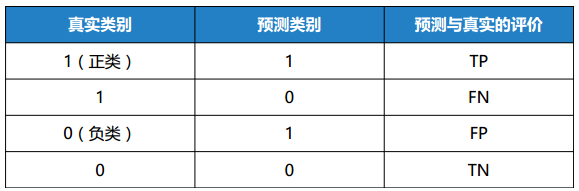 真实类别 预测类别 预测与真实的评价
1（正类） 1 TP
1 0 FN
0（负类） 1 FP
0 0 TN